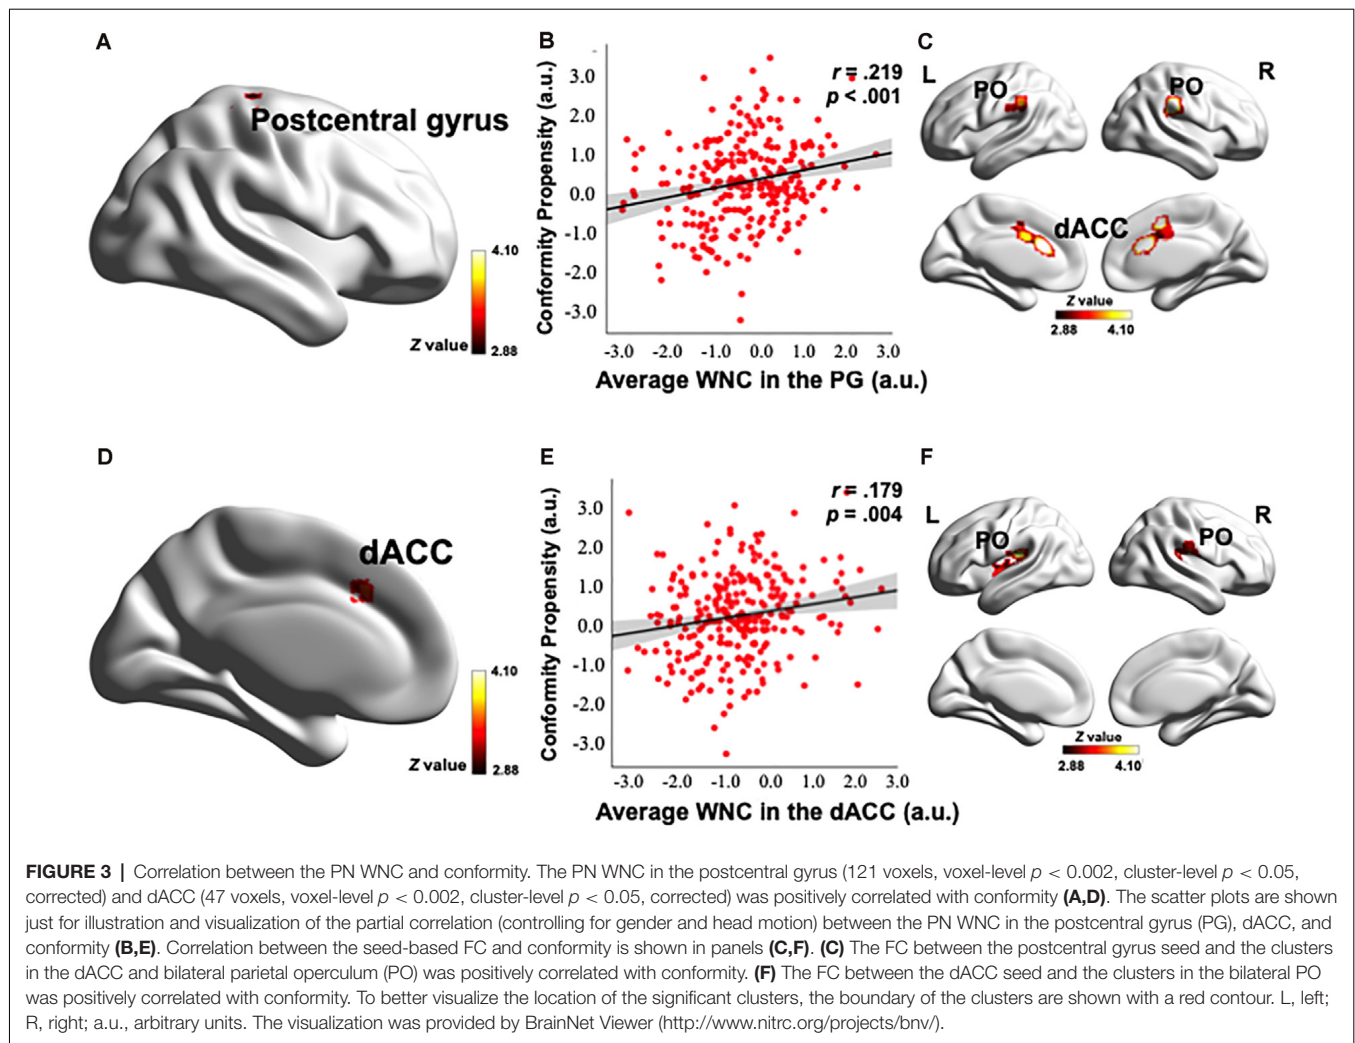 A
Postcentral gyrus
4.10
Z value
2.88
B
Conformity Propensity (a.u.)
3.0
2.0
1.0
0.0
-1.0
-2.0
-3.0
r = .219
p < .001
-3.0 -2.0 -1.0 0.0 1.0 2.0 3.0
Average WNC in the PG (a.u.)
C
L R
PO PO
dACC
Z value
2.88 4.10
D
dACC
4.10
Z value
2.88
E
Conformity Propensity (a.u.)
3.0
2.0
1.0
0.0
-1.0
-2.0
-3.0
r = .179
p = .004
-3.0 -2.0 -1.0 0.0 1.0 2.0 3.0
Average WNC in the dACC (a.u.)
F
L R
PO PO
Z value
2.88 4.10
FIGURE 3 | Correlation between the PN WNC and conformity. The PN WNC in the postcentral gyrus (121 voxels, voxel-level p < 0.002, cluster-level p < 0.05,
corrected) and dACC (47 voxels, voxel-level p < 0.002, cluster-level p < 0.05, corrected) was positively correlated with conformity (A,D). The scatter plots are shown
just for illustration and visualization of the partial correlation (controlling for gender and head motion) between the PN WNC in the postcentral gyrus (PG), dACC, and
conformity (B,E). Correlation between the seed-based FC and conformity is shown in panels (C,F). (C) The FC between the postcentral gyrus seed and the clusters
in the dACC and bilateral parietal operculum (PO) was positively correlated with conformity. (F) The FC between the dACC seed and the clusters in the bilateral PO
was positively correlated with conformity. To better visualize the location of the significant clusters, the boundary of the clusters are shown with a red contour. L, left;
R, right; a.u., arbitrary units. The visualization was provided by BrainNet Viewer (http://www.nitrc.org/projects/bnv/).